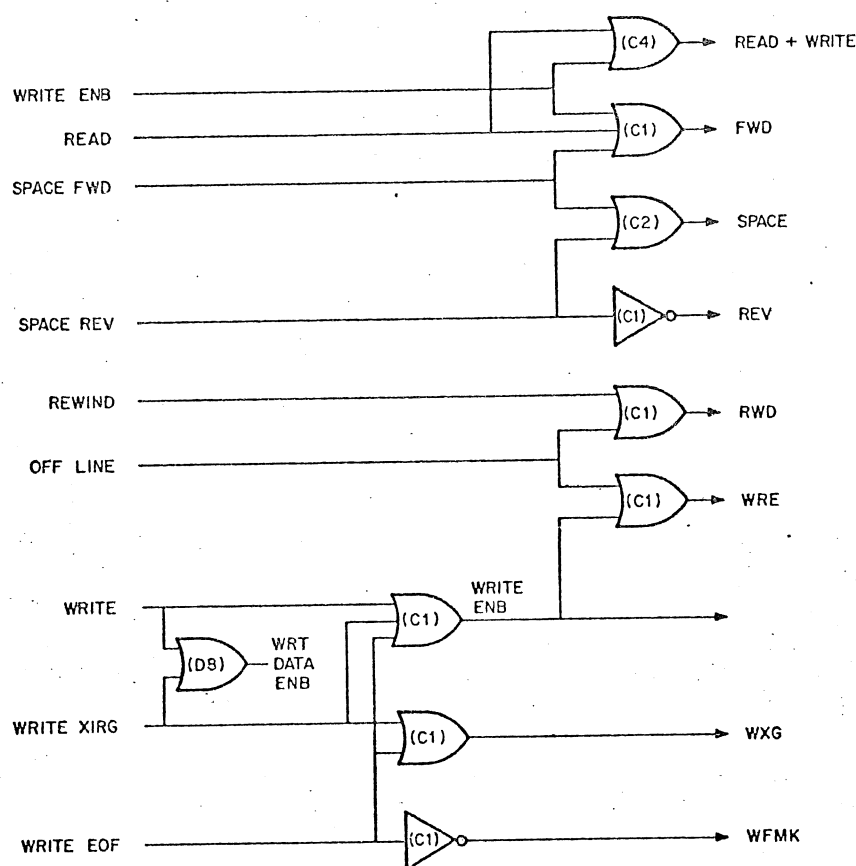 (C4)
READ + WRITE
WRITE ENB
READ
(C1)
FWD
SPACE FWD
(C2)
SPACE
SPACE REV
(C1)
REV
REWIND
(C1)
RWD
OFF LINE
(C1)
WRE
WRITE
(C1)
WRITE
ENB
(D8)
WRT
DATA
ENB
WRITE XIRG
(C1)
WXG
WRITE EOF
(C1)
WFMK